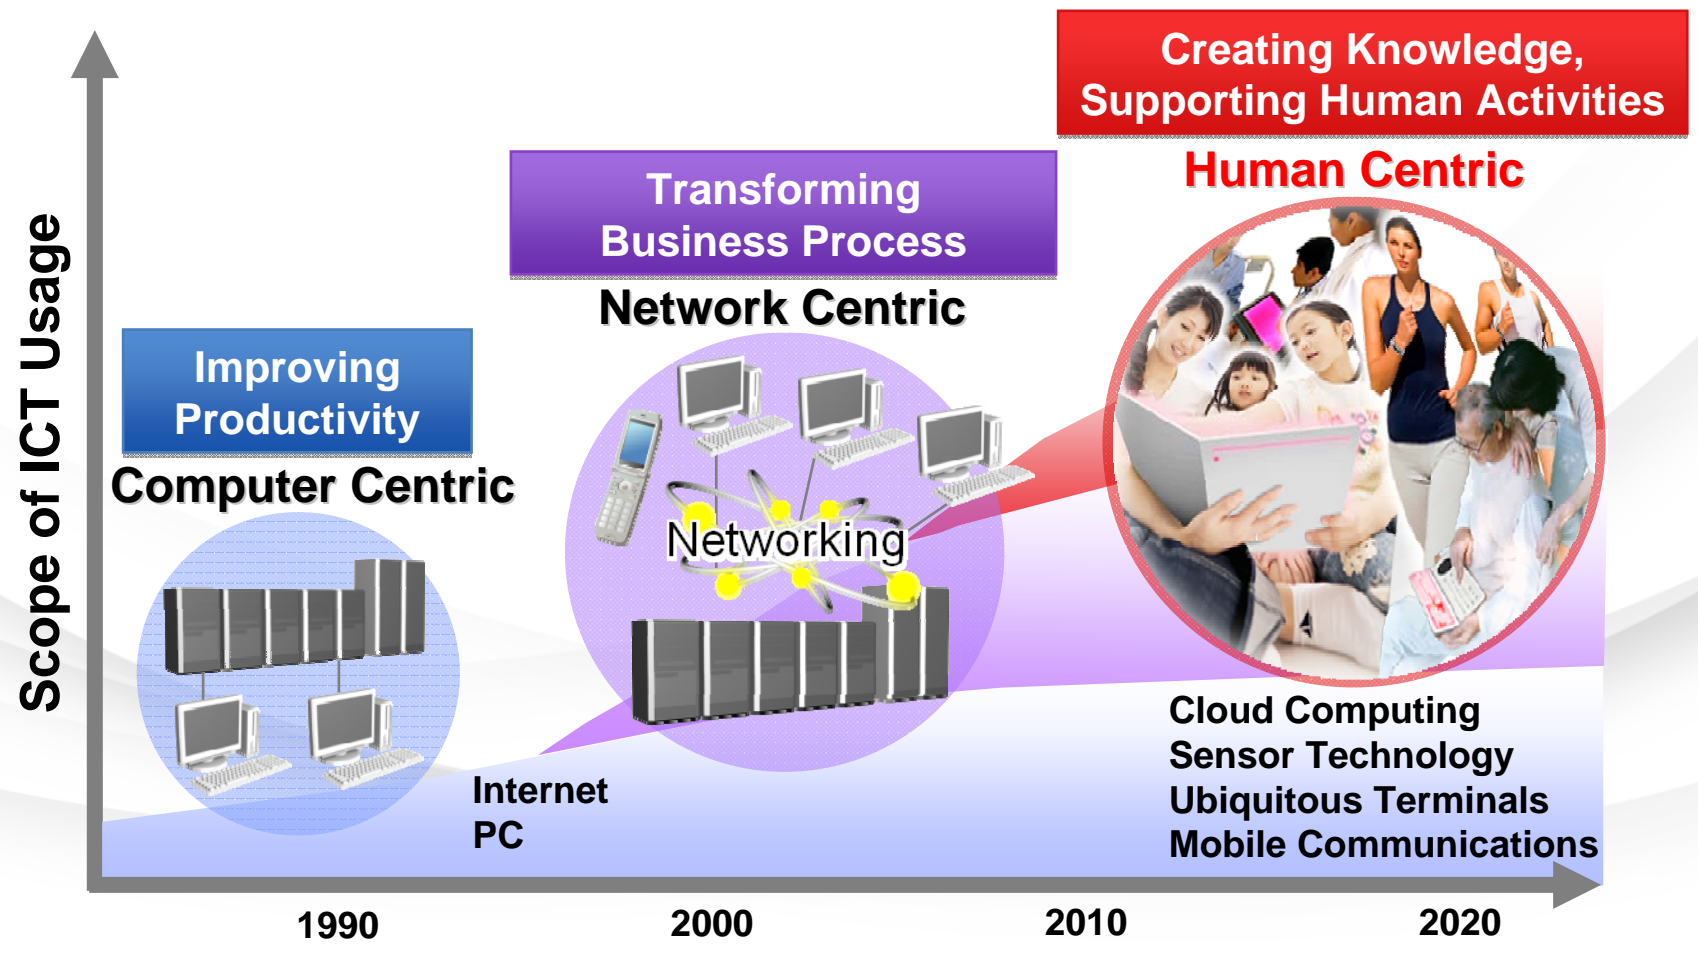 Creating Knowledge,
Supporting Human Activities
Human Centric
Transforming
Business Process
Network Centric
Improving
Productivity
Computer Centric
Scope of ICT Usage
Networking
Internet
PC
Cloud Computing
Sensor Technology
Ubiquitous Terminals
Mobile Communications
1990
2000
2010
2020